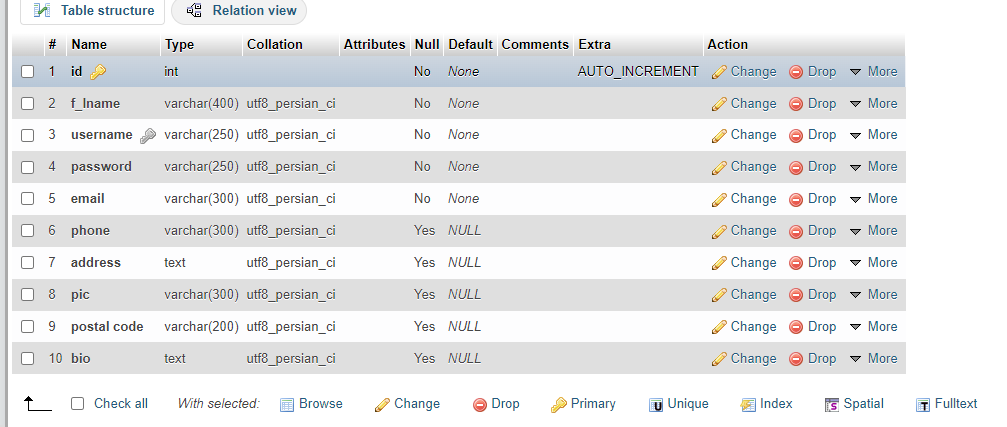 Table structure Relation view
# Name Type Collation Attributes Null Default Comments Extra Action
1 id int No None AUTO_INCREMENT Change Drop More
2 f_lname varchar(400) utf8_persian_ci No None Change Drop More
3 username varchar(250) utf8_persian_ci No None Change Drop More
4 password varchar(250) utf8_persian_ci No None Change Drop More
5 email varchar(300) utf8_persian_ci No None Change Drop More
6 phone varchar(300) utf8_persian_ci Yes NULL Change Drop More
7 address text utf8_persian_ci Yes NULL Change Drop More
8 pic varchar(300) utf8_persian_ci Yes NULL Change Drop More
9 postal code varchar(200) utf8_persian_ci Yes NULL Change Drop More
10 bio text utf8_persian_ci Yes NULL Change Drop More
Check all With selected: Browse Change Drop Primary Unique Index Spatial Fulltext